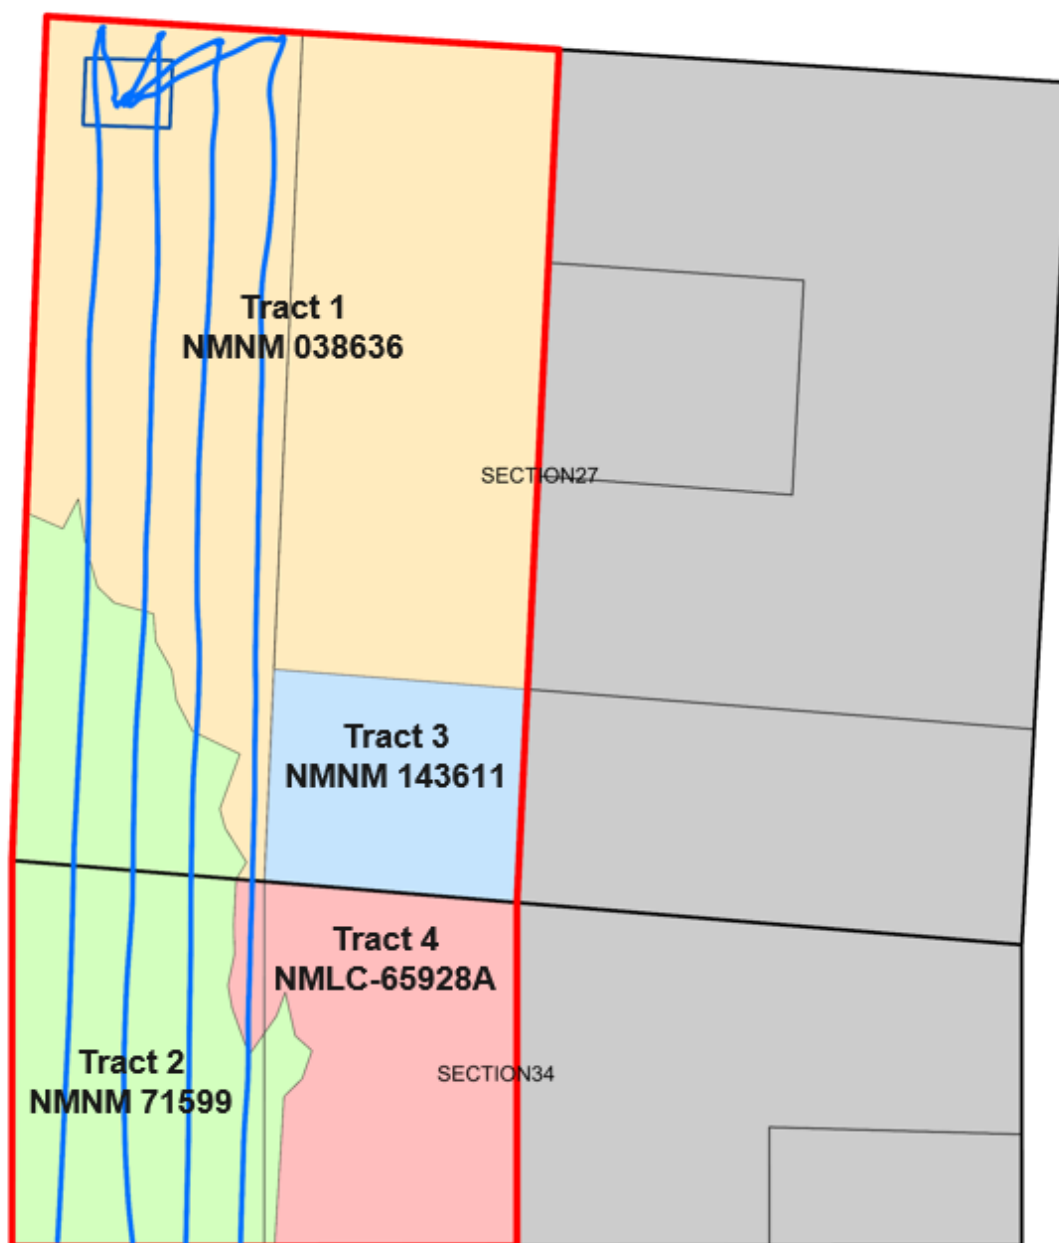 Tract 1
NMNM 038636
SECTION27
Tract 3
NMNM 143611
Tract 4
NMLC-65928A
Tract 2
NMNM 71599
SECTION34